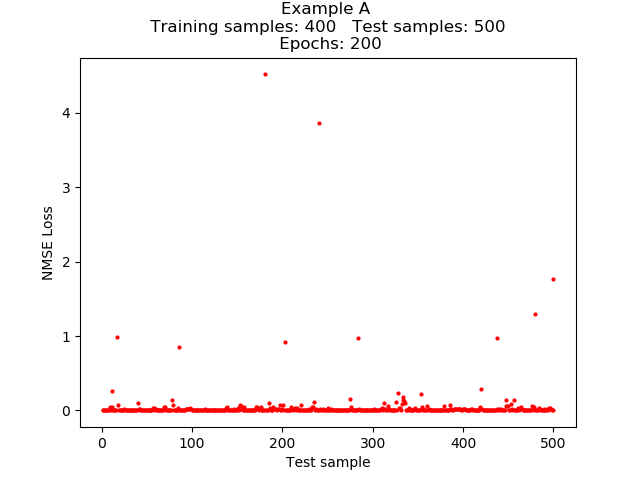 Example A
Training samples: 400   Test samples: 500
Epochs: 200
NMSE Loss
4
3
2
1
0
0 100 200 300 400 500
Test sample